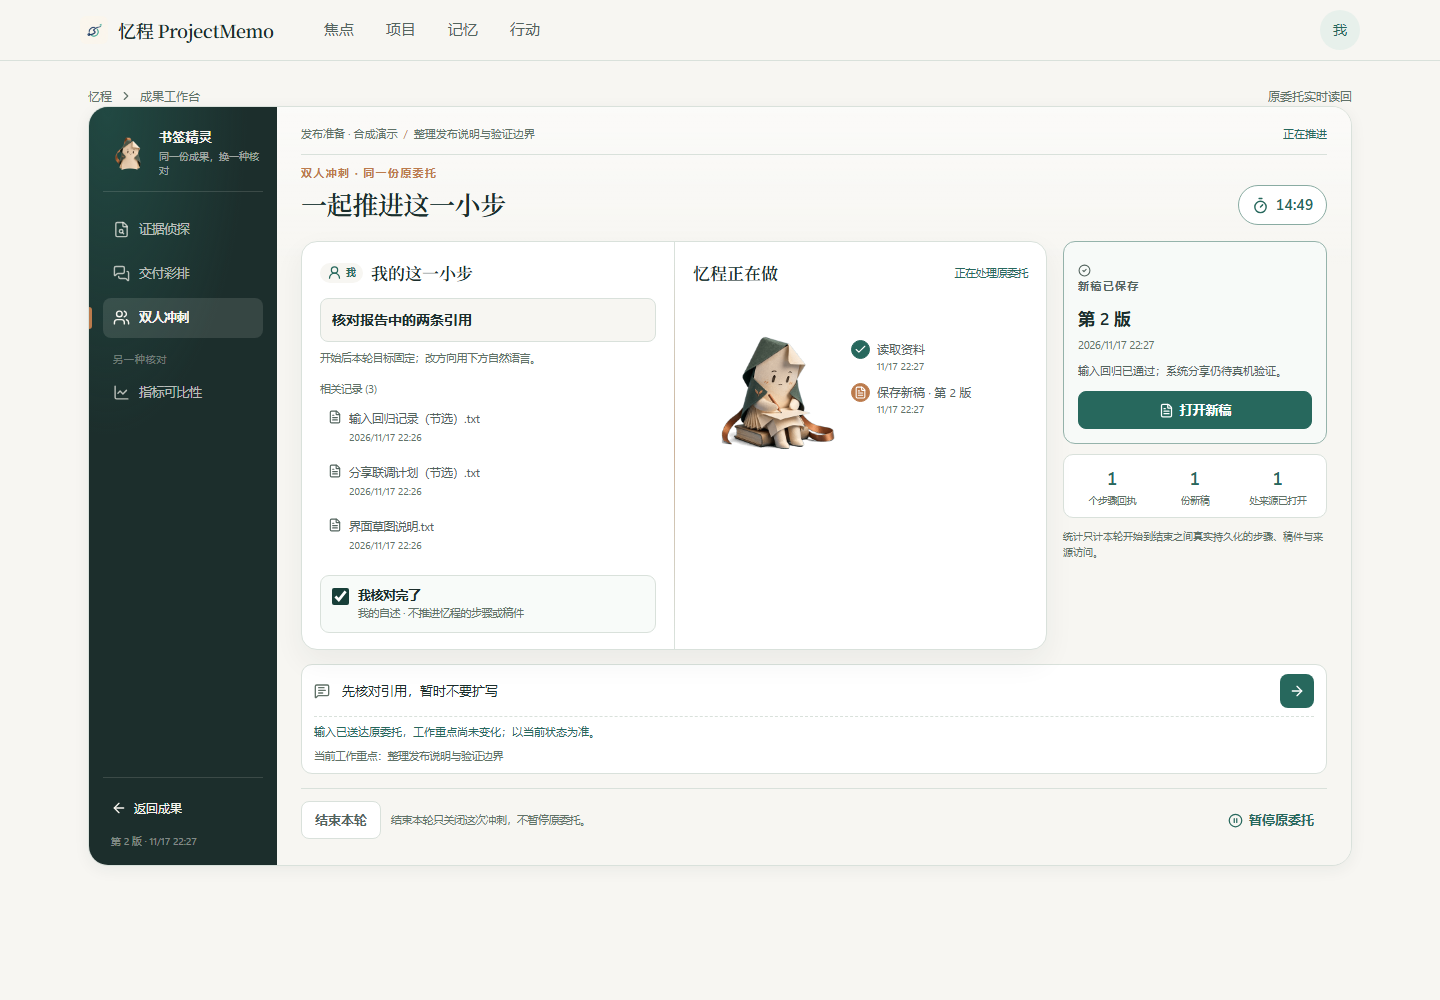 忆程 ProjectMemo
焦点
项目
记忆
行动
我
忆程 > 成果工作台
原委托实时读回
书签精灵
同一份成果，换一种核
对
证据侦探
交付彩排
双人冲刺
另一种核对
指标可比性
返回成果
第 2 版 · 11/17 22:27
发布准备 · 合成演示 / 整理发布说明与验证边界
正在推进
双人冲刺 · 同一份原委托
一起推进这一小步
14:49
我
我的这一小步
核对报告中的两条引用
开始后本轮目标固定；改方向用下方自然语言。
相关记录 (3)
输入回归记录（节选）.txt
2026/11/17 22:26
分享联调计划（节选）.txt
2026/11/17 22:26
界面草图说明.txt
2026/11/17 22:26
我核对完了
我的自述 · 不推进忆程的步骤或稿件
忆程正在做
正在处理原委托
读取资料
11/17 22:27
保存新稿 · 第 2 版
11/17 22:27
新稿已保存
第 2 版
2026/11/17 22:27
输入回归已通过；系统分享仍待真机验证。
打开新稿
1
个步骤回执
1
份新稿
1
处来源已打开
统计只计本轮开始到结束之间真实持久化的步骤、稿件与来
源访问。
先核对引用，暂时不要扩写
输入已送达原委托，工作重点尚未变化；以当前状态为准。
当前工作重点：整理发布说明与验证边界
结束本轮
结束本轮只关闭这次冲刺，不暂停原委托。
暂停原委托